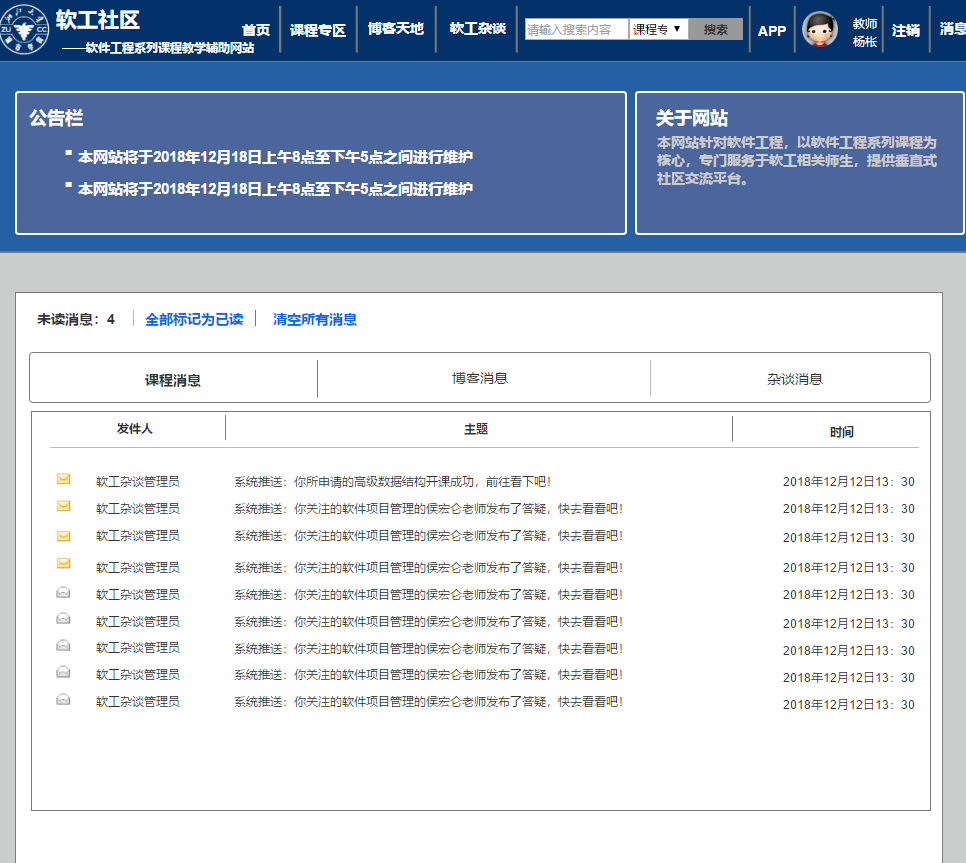 软工社区
——软件工程系列课程教学辅助网站
首页
课程专区
博客天地
软工杂谈
请输入搜索内容
课程专
搜索
APP
教师
杨枨
注销
消息
公告栏
本网站将于2018年12月18日上午8点至下午5点之间进行维护
本网站将于2018年12月18日上午8点至下午5点之间进行维护
关于网站
本网站针对软件工程，以软件工程系列课程为
核心，专门服务于软工相关师生，提供垂直式
社区交流平台。
未读消息：4 全部标记为已读 清空所有消息
课程消息 博客消息 杂谈消息
发件人 主题 时间
软工杂谈管理员 系统推送：你所申请的高级数据结构开课成功，前往看下吧！ 2018年12月12日13：30
软工杂谈管理员 系统推送：你关注的软件项目管理的侯宏仑老师发布了答疑，快去看看吧！ 2018年12月12日13：30
软工杂谈管理员 系统推送：你关注的软件项目管理的侯宏仑老师发布了答疑，快去看看吧！ 2018年12月12日13：30
软工杂谈管理员 系统推送：你关注的软件项目管理的侯宏仑老师发布了答疑，快去看看吧！ 2018年12月12日13：30
软工杂谈管理员 系统推送：你关注的软件项目管理的侯宏仑老师发布了答疑，快去看看吧！ 2018年12月12日13：30
软工杂谈管理员 系统推送：你关注的软件项目管理的侯宏仑老师发布了答疑，快去看看吧！ 2018年12月12日13：30
软工杂谈管理员 系统推送：你关注的软件项目管理的侯宏仑老师发布了答疑，快去看看吧！ 2018年12月12日13：30
软工杂谈管理员 系统推送：你关注的软件项目管理的侯宏仑老师发布了答疑，快去看看吧！ 2018年12月12日13：30
软工杂谈管理员 系统推送：你关注的软件项目管理的侯宏仑老师发布了答疑，快去看看吧！ 2018年12月12日13：30